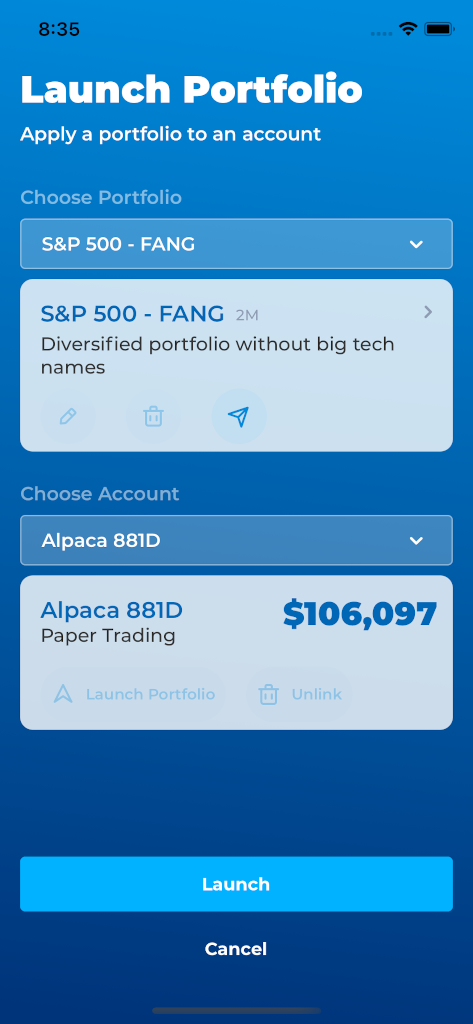 8:35
Launch Portfolio
Apply a portfolio to an account
Choose Portfolio
S&P 500 - FANG
S&P 500 - FANG 2M
Diversified portfolio without big tech
names
Choose Account
Alpaca 881D
Alpaca 881D $106,097
Paper Trading
Launch Portfolio Unlink
Launch
Cancel